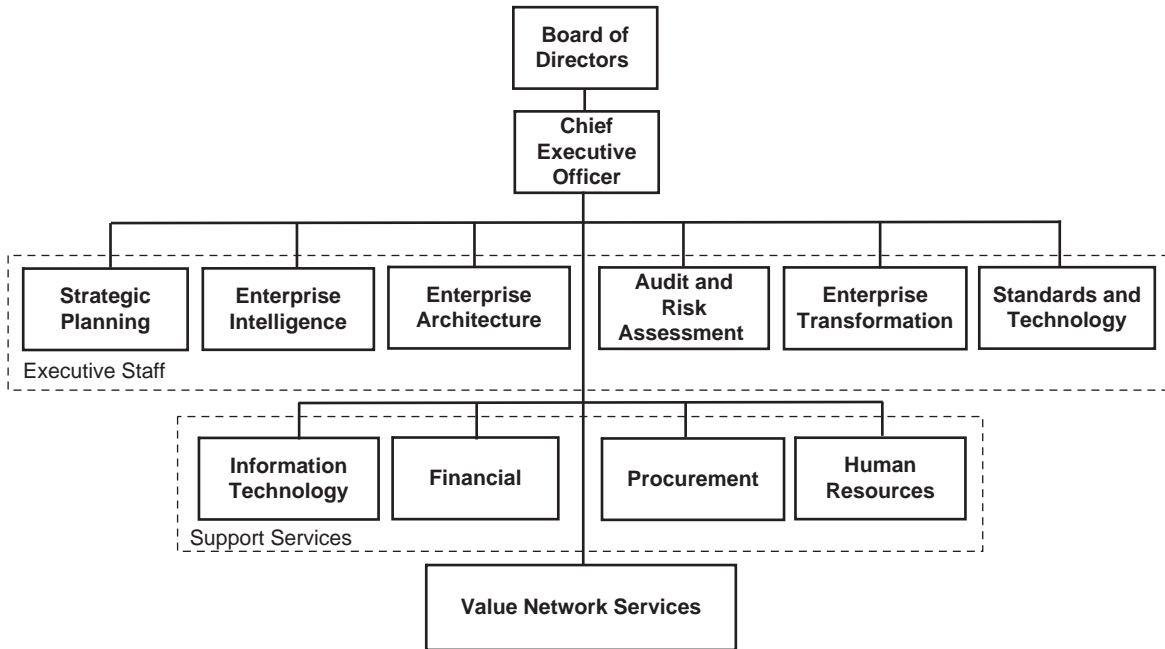 Board of
Directors
Chief
Executive
Officer
Strategic
Planning
Enterprise
Intelligence
Enterprise
Architecture
Audit and
Risk
Assessment
Enterprise
Transformation
Standards and
Technology
Executive Staff
Information
Technology
Financial
Procurement
Human
Resources
Support Services
Value Network Services